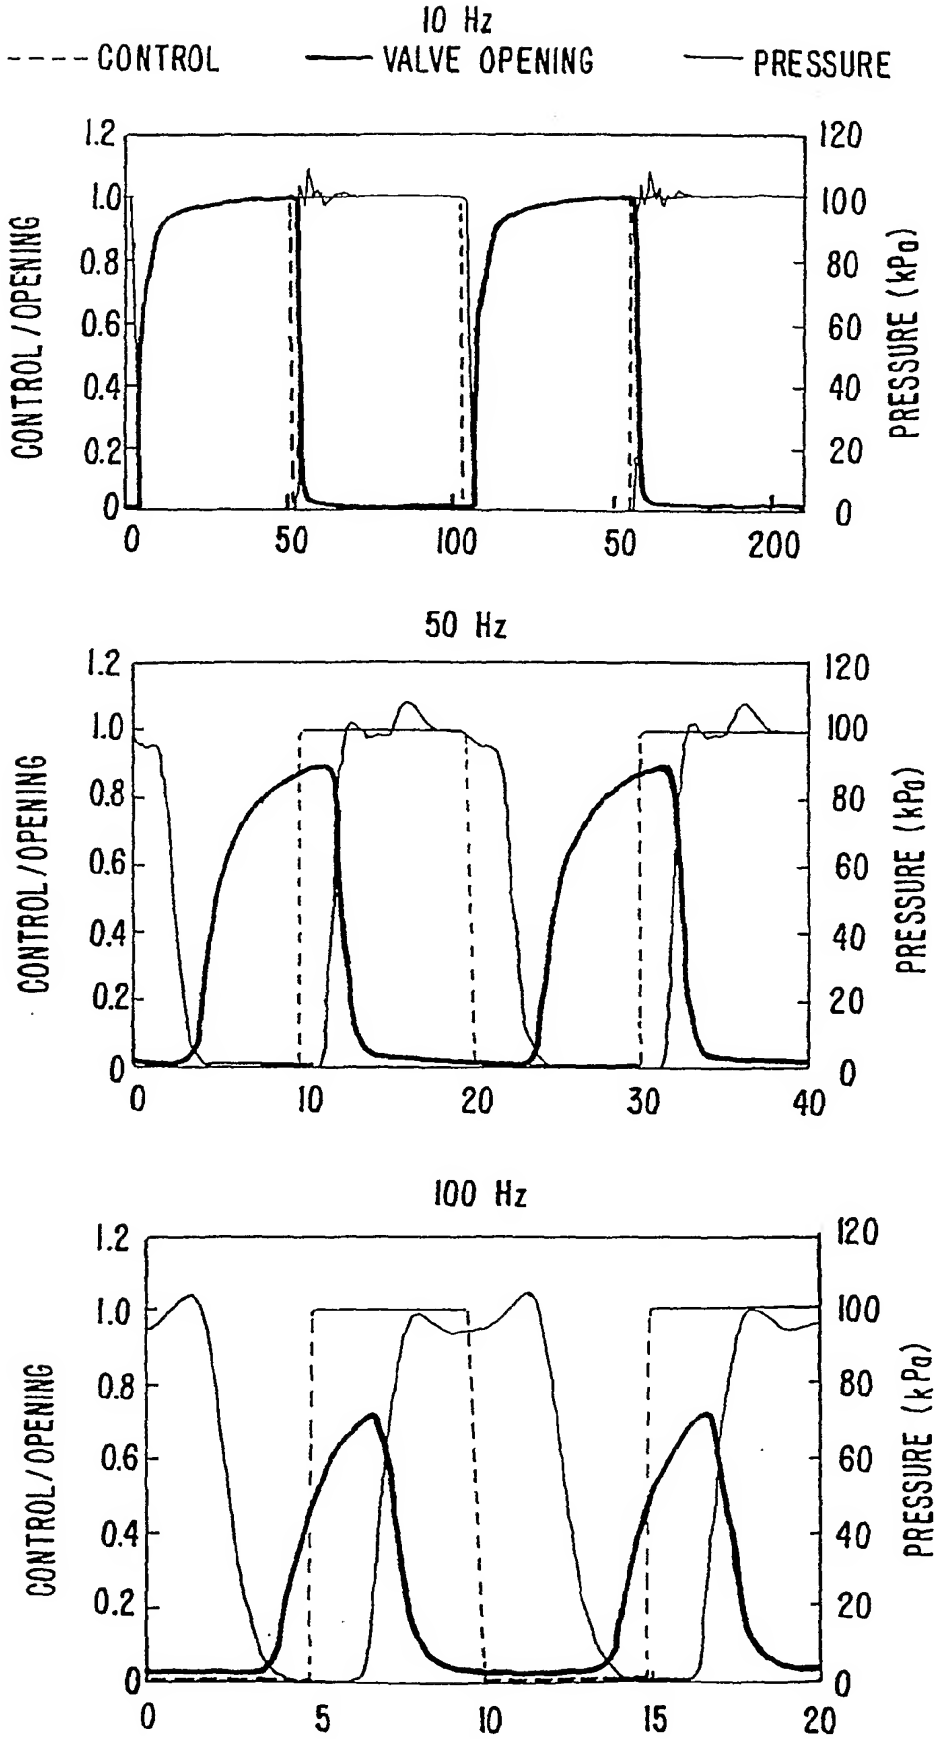 10 Hz
---- CONTROL — VALVE OPENING — PRESSURE
1.2 120
1.0 100
0.8 80
0.6 60
0.4 40
0.2 20
0 0
CONTROL/OPENING
PRESSURE (kPa)
0 50 100 50 200
50 Hz
1.2 120
1.0 100
0.8 80
0.6 60
0.4 40
0.2 20
0 0
CONTROL/OPENING
PRESSURE (kPa)
0 10 20 30 40
100 Hz
1.2 120
1.0 100
0.8 80
0.6 60
0.4 40
0.2 20
0 0
CONTROL/OPENING
PRESSURE (kPa)
0 5 10 15 20